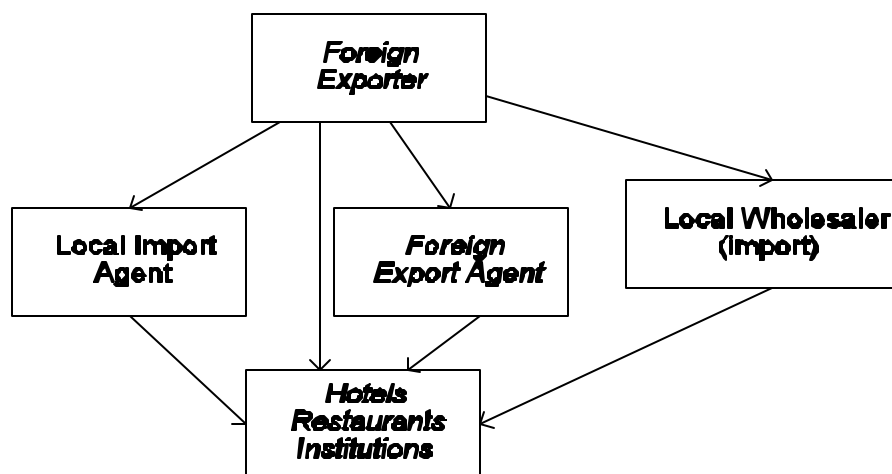 Foreign
Exporter
Local Import
Agent
Foreign
Export Agent
Local Wholesaler
(import)
Hotels
Restaurants
Institutions